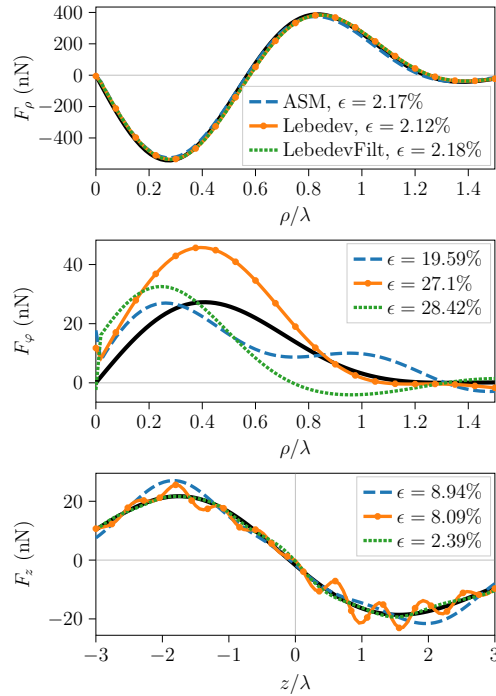 400
200
0
−200
−400
F_ρ (nN)
ASM, ϵ = 2.17%
Lebedev, ϵ = 2.12%
LebedevFilt, ϵ = 2.18%
0 0.2 0.4 0.6 0.8 1 1.2 1.4
ρ/λ
40
20
0
F_φ (nN)
ϵ = 19.59%
ϵ = 27.1%
ϵ = 28.42%
0 0.2 0.4 0.6 0.8 1 1.2 1.4
ρ/λ
20
0
−20
F_z (nN)
ϵ = 8.94%
ϵ = 8.09%
ϵ = 2.39%
−3 −2 −1 0 1 2 3
z/λ